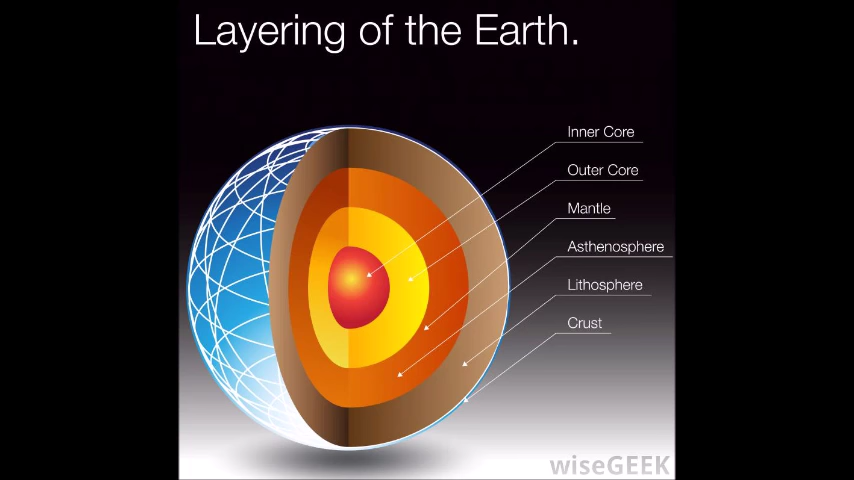 Layering of the Earth.
Inner Core
Outer Core
Mantle
Asthenosphere
Lithosphere
Crust
wiseGEEK